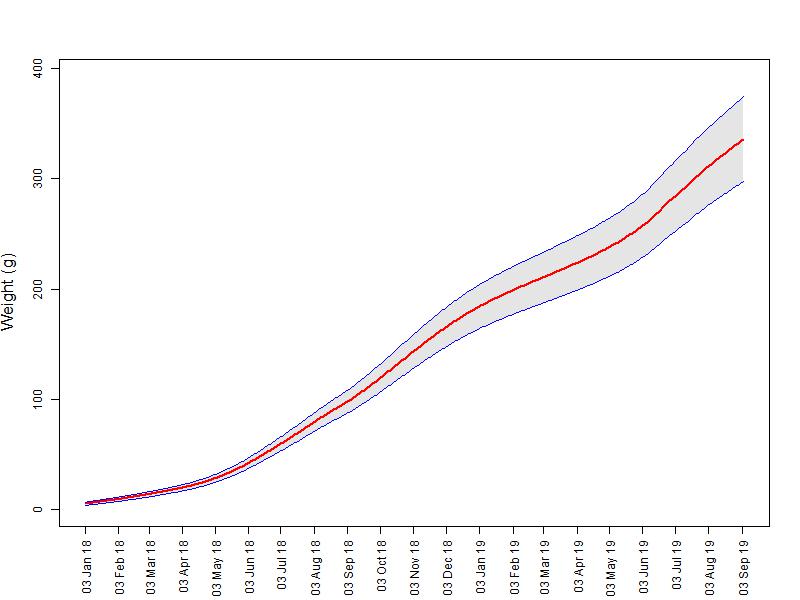 400
300
200
100
0
Weight (g)
03 Jan 18
03 Feb 18
03 Mar 18
03 Apr 18
03 May 18
03 Jun 18
03 Jul 18
03 Aug 18
03 Sep 18
03 Oct 18
03 Nov 18
03 Dec 18
03 Jan 19
03 Feb 19
03 Mar 19
03 Apr 19
03 May 19
03 Jun 19
03 Jul 19
03 Aug 19
03 Sep 19